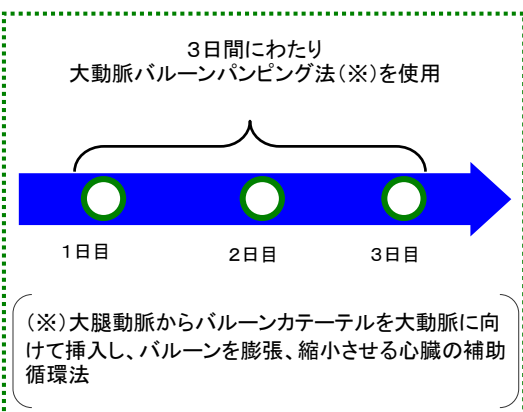 ３日間にわたり
大動脈バルーンパンピング法（※）を使用
１日目
２日目
３日目
（※）大腿動脈からバルーンカテーテルを大動脈に向
けて挿入し、バルーンを膨張、縮小させる心臓の補助
循環法